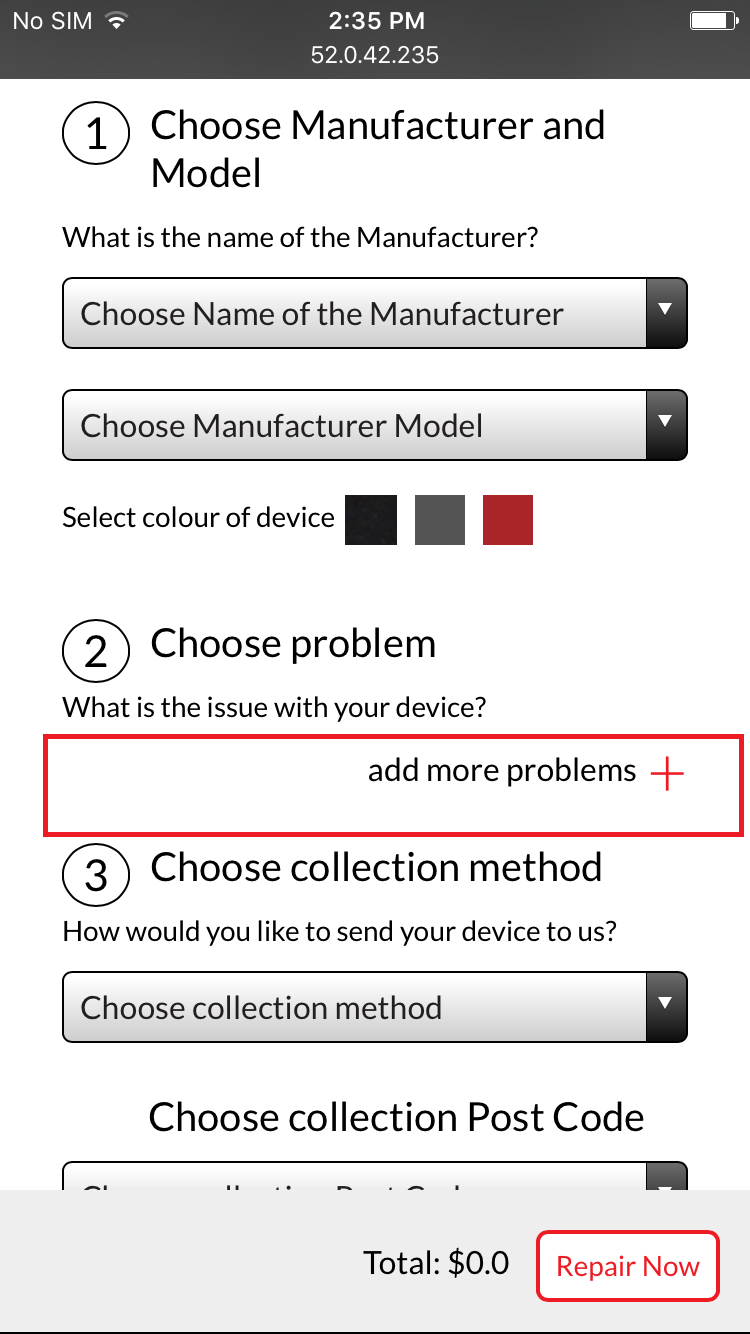 No SIM 2:35 PM
52.0.42.235
1 Choose Manufacturer and
Model
What is the name of the Manufacturer?
Choose Name of the Manufacturer
Choose Manufacturer Model
Select colour of device
2 Choose problem
What is the issue with your device?
add more problems
3 Choose collection method
How would you like to send your device to us?
Choose collection method
Choose collection Post Code
Total: $0.0 Repair Now